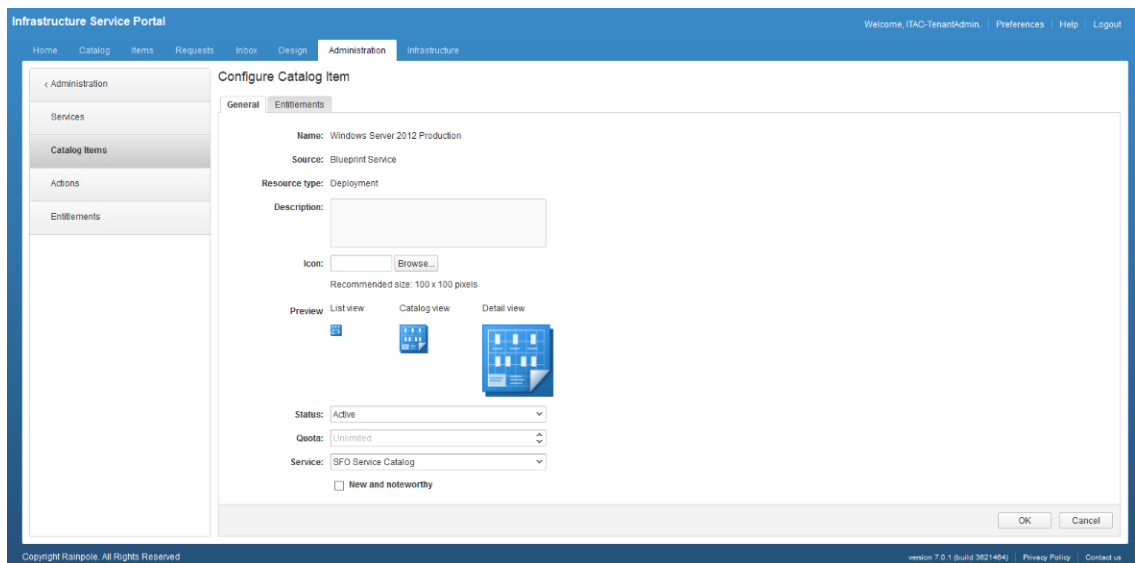 Infrastructure Service Portal
Welcome, ITAC-TenantAdmin. Preferences Help Logout
Home Catalog Items Requests Inbox Design Administration Infrastructure
< Administration
Services
Catalog Items
Actions
Entitlements
Configure Catalog Item
General Entitlements
Name: Windows Server 2012 Production
Source: Blueprint Service
Resource type: Deployment
Description:
Icon: Browse...
Recommended size: 100 x 100 pixels
Preview List view Catalog view Detail view
Status: Active
Quota: Unlimited
Service: SFO Service Catalog
New and noteworthy
OK Cancel
Copyright Rainpole. All Rights Reserved
version 7.0.1 (build 3621464) Privacy Policy Contact us